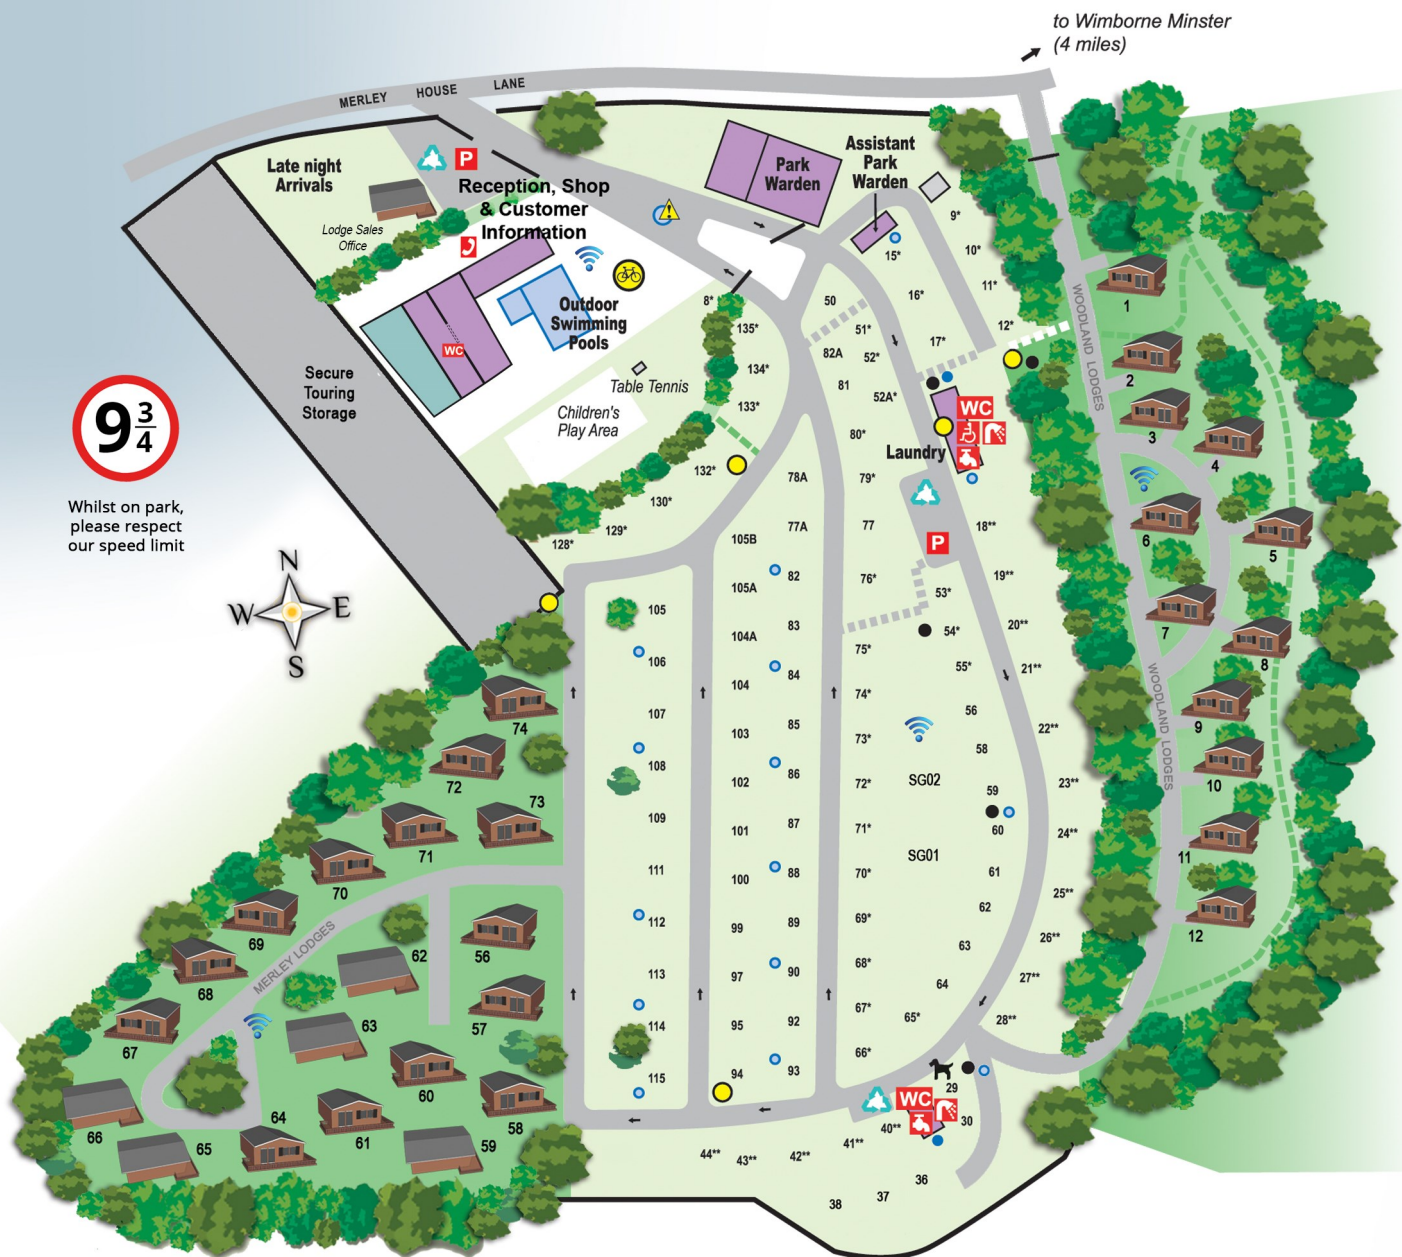 to Wimborne Minster
(4 miles)
MERLEY HOUSE LANE
Late night
Arrivals
P
Lodge Sales
Office
Reception, Shop
& Customer
Information
Park
Warden
Assistant
Park
Warden
Outdoor
Swimming
Pools
WC
Table Tennis
Children's
Play Area
Secure
Touring
Storage
9 3/4
Whilst on park,
please respect
our speed limit
N
W E
S
8*
135*
134*
133*
132*
130*
129*
128*
9*
10*
11*
12*
15*
16*
17*
50
51*
52*
52A*
82A
81
80*
79*
77
76*
78A
77A
WC
Laundry
P
18**
19**
20**
21**
22**
23**
24**
25**
26**
27**
28**
53*
54*
55*
56
58
59
60
61
62
63
64
65*
SG02
SG01
75*
74*
73*
72*
71*
70*
69*
68*
67*
66*
82
83
84
85
86
87
88
89
90
92
93
105B
105A
104A
104
103
102
101
100
99
97
95
94
105
106
107
108
109
111
112
113
114
115
29
30
WC
36
37
38
40**
41**
42**
43**
44**
WOODLAND LODGES
WOODLAND LODGES
1
2
3
4
5
6
7
8
9
10
11
12
MERLEY LODGES
74
72
73
71
70
69
68
67
66
65
64
63
62
56
57
60
61
58
59